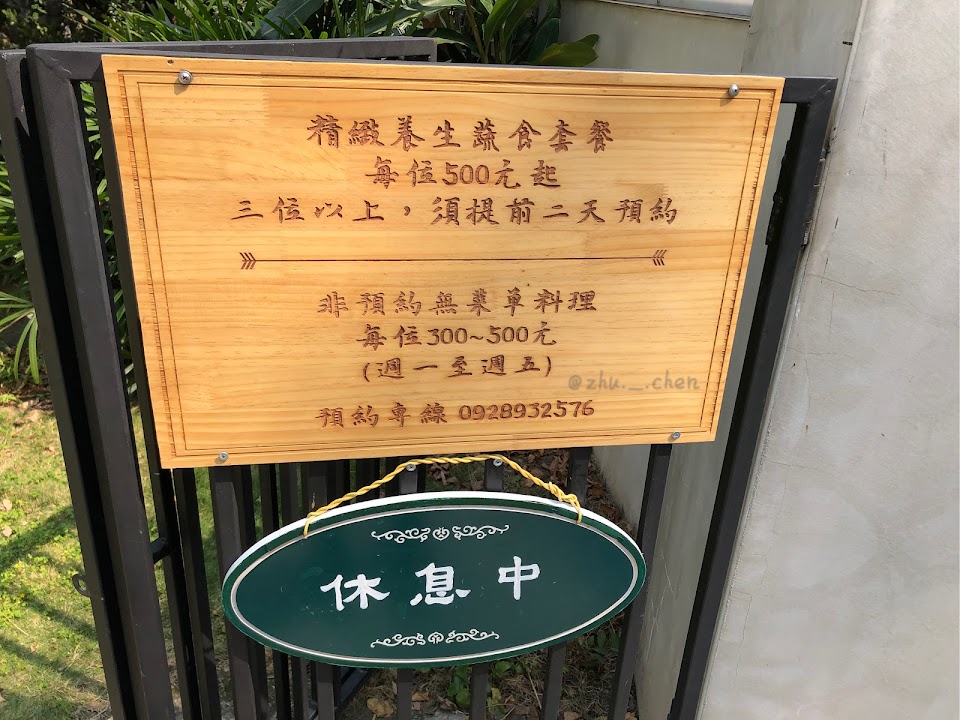 精緻養生蔬食套餐
每位500元起
三位以上，須提前二天預約
非預約無菜單料理
每位300~500元
(週一至週五)
@zhu._.chen
預約專線 0928932576
休息中